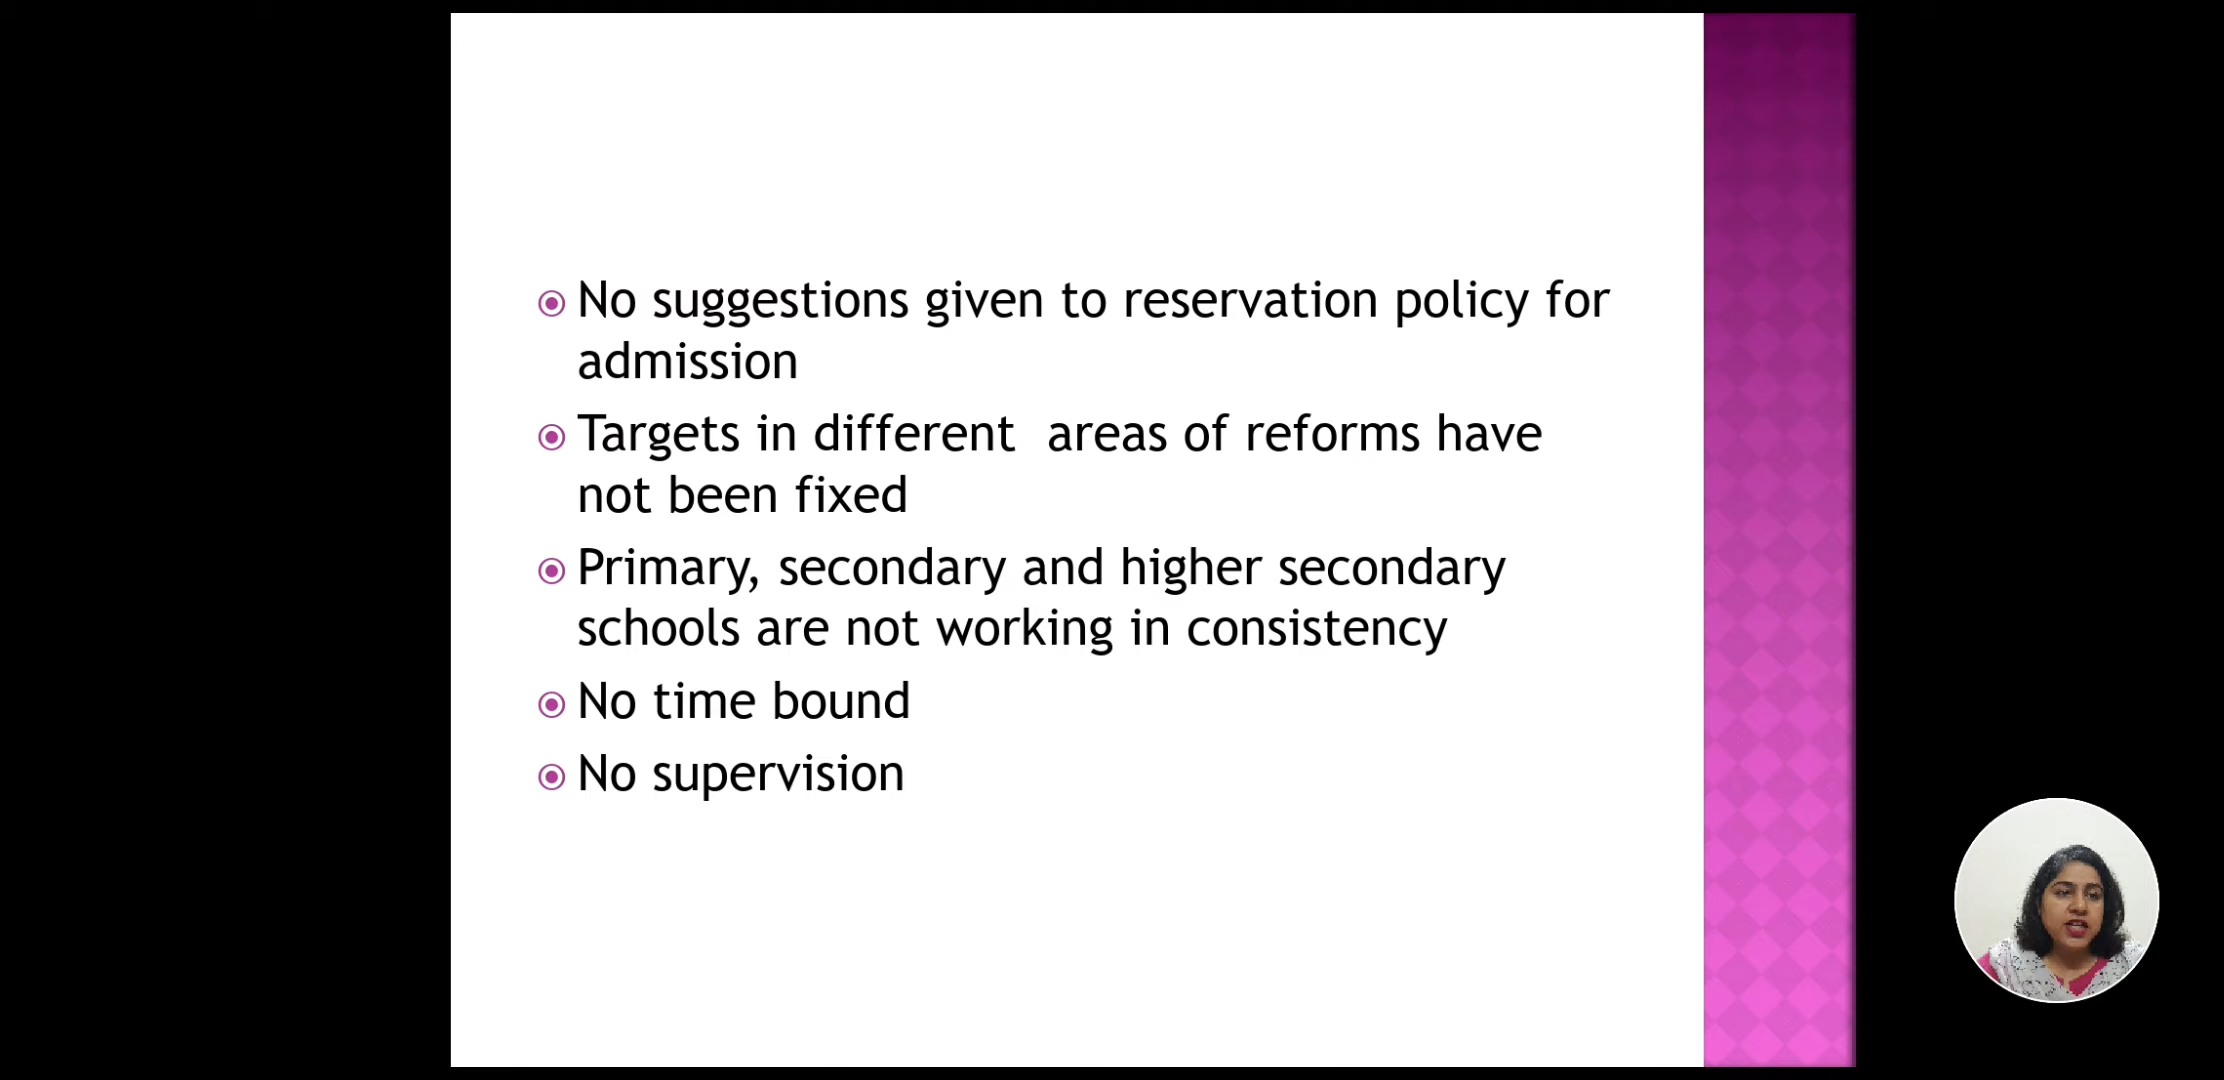 No suggestions given to reservation policy for
admission
Targets in different  areas of reforms have
not been fixed
Primary, secondary and higher secondary
schools are not working in consistency
No time bound
No supervision